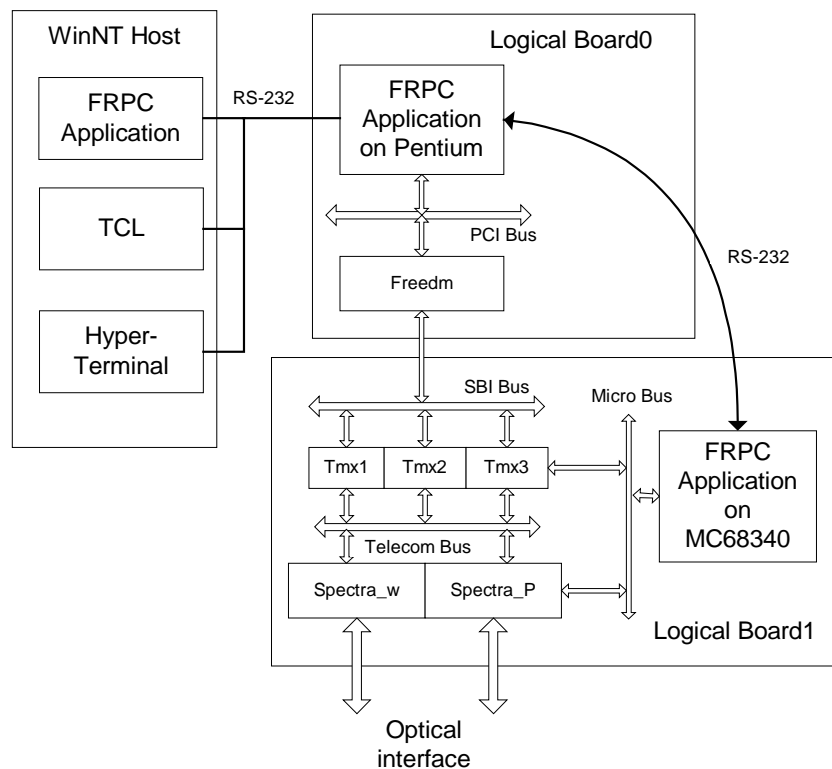 WinNT Host
FRPC
Application
TCL
Hyper-
Terminal
RS-232
Logical Board0
FRPC
Application
on Pentium
PCI Bus
Freedm
RS-232
SBI Bus
Micro Bus
Tmx1
Tmx2
Tmx3
FRPC
Application
on
MC68340
Telecom Bus
Spectra_w
Spectra_P
Logical Board1
Optical
interface